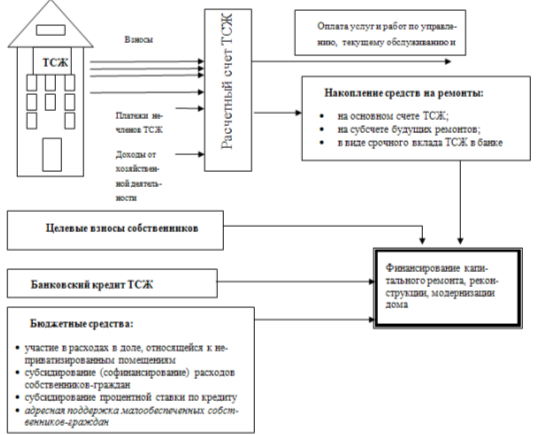 ТСЖ
Взносы
Платежи не-
членов ТСЖ
Доходы от
хозяйствен-
ной деятель-
ности
Расчетный счет ТСЖ
Оплата услуг и работ по управле-
нию, текущему обслуживанию и
Накопление средств на ремонты:
• на основном счете ТСЖ;
• на субсчете будущих ремонтов;
• в виде срочного вклада ТСЖ в банке
Целевые взносы собственников
Банковский кредит ТСЖ
Финансирование капи-
тального ремонта, рекон-
струкции, модернизации
дома
Бюджетные средства:
• участие в расходах в доле, относящейся к не-
приватизированным помещениям
• субсидирование (софинансирование) расходов
собственников-граждан
• субсидирование процентной ставки по кредиту
• адресная поддержка малообеспеченных собст-
венников-граждан